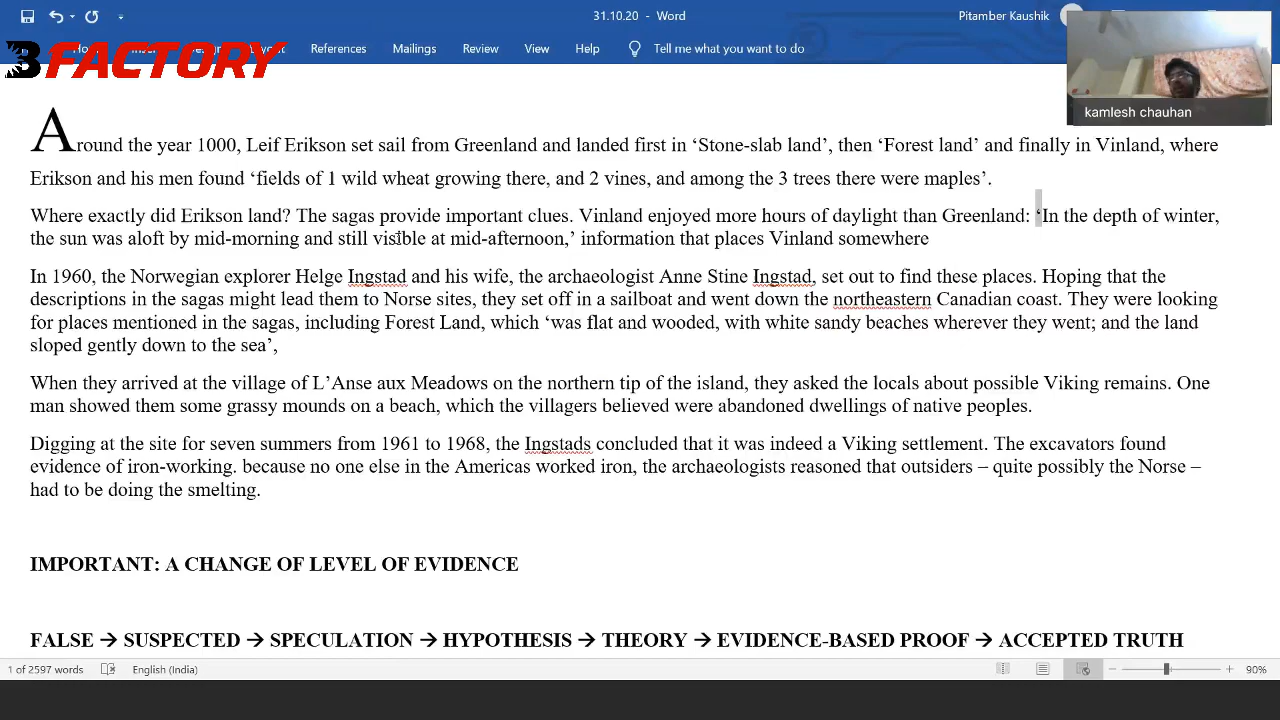 31.10.20 - Word
Pitamber Kaushik
References Mailings Review View Help Tell me what you want to do
FACTORY
kamlesh chauhan
Around the year 1000, Leif Erikson set sail from Greenland and landed first in ‘Stone-slab land’, then ‘Forest land’ and finally in Vinland, where
Erikson and his men found ‘fields of 1 wild wheat growing there, and 2 vines, and among the 3 trees there were maples’.
Where exactly did Erikson land? The sagas provide important clues. Vinland enjoyed more hours of daylight than Greenland: ‘In the depth of winter,
the sun was aloft by mid-morning and still visible at mid-afternoon,’ information that places Vinland somewhere
In 1960, the Norwegian explorer Helge Ingstad and his wife, the archaeologist Anne Stine Ingstad, set out to find these places. Hoping that the
descriptions in the sagas might lead them to Norse sites, they set off in a sailboat and went down the northeastern Canadian coast. They were looking
for places mentioned in the sagas, including Forest Land, which ‘was flat and wooded, with white sandy beaches wherever they went; and the land
sloped gently down to the sea’,
When they arrived at the village of L’Anse aux Meadows on the northern tip of the island, they asked the locals about possible Viking remains. One
man showed them some grassy mounds on a beach, which the villagers believed were abandoned dwellings of native peoples.
Digging at the site for seven summers from 1961 to 1968, the Ingstads concluded that it was indeed a Viking settlement. The excavators found
evidence of iron-working. because no one else in the Americas worked iron, the archaeologists reasoned that outsiders – quite possibly the Norse –
had to be doing the smelting.
IMPORTANT: A CHANGE OF LEVEL OF EVIDENCE
FALSE → SUSPECTED → SPECULATION → HYPOTHESIS → THEORY → EVIDENCE-BASED PROOF → ACCEPTED TRUTH
1 of 2597 words English (India) 90%